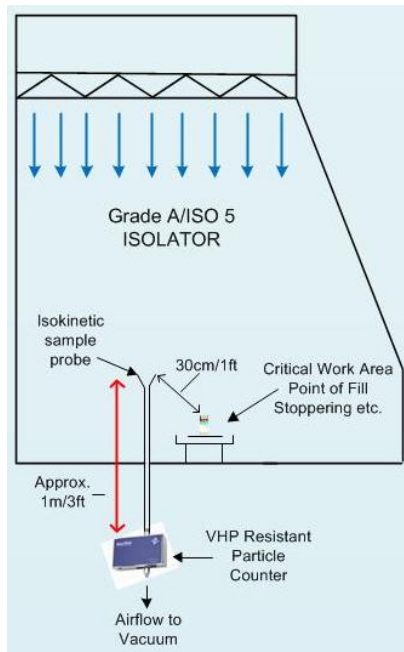 Grade A/ISO 5
ISOLATOR
Isokinetic
sample
probe
30cm/1ft
Critical Work Area
Point of Fill
Stoppering etc.
Approx.
1m/3ft
VHP Resistant
Particle
Counter
Airflow to
Vacuum